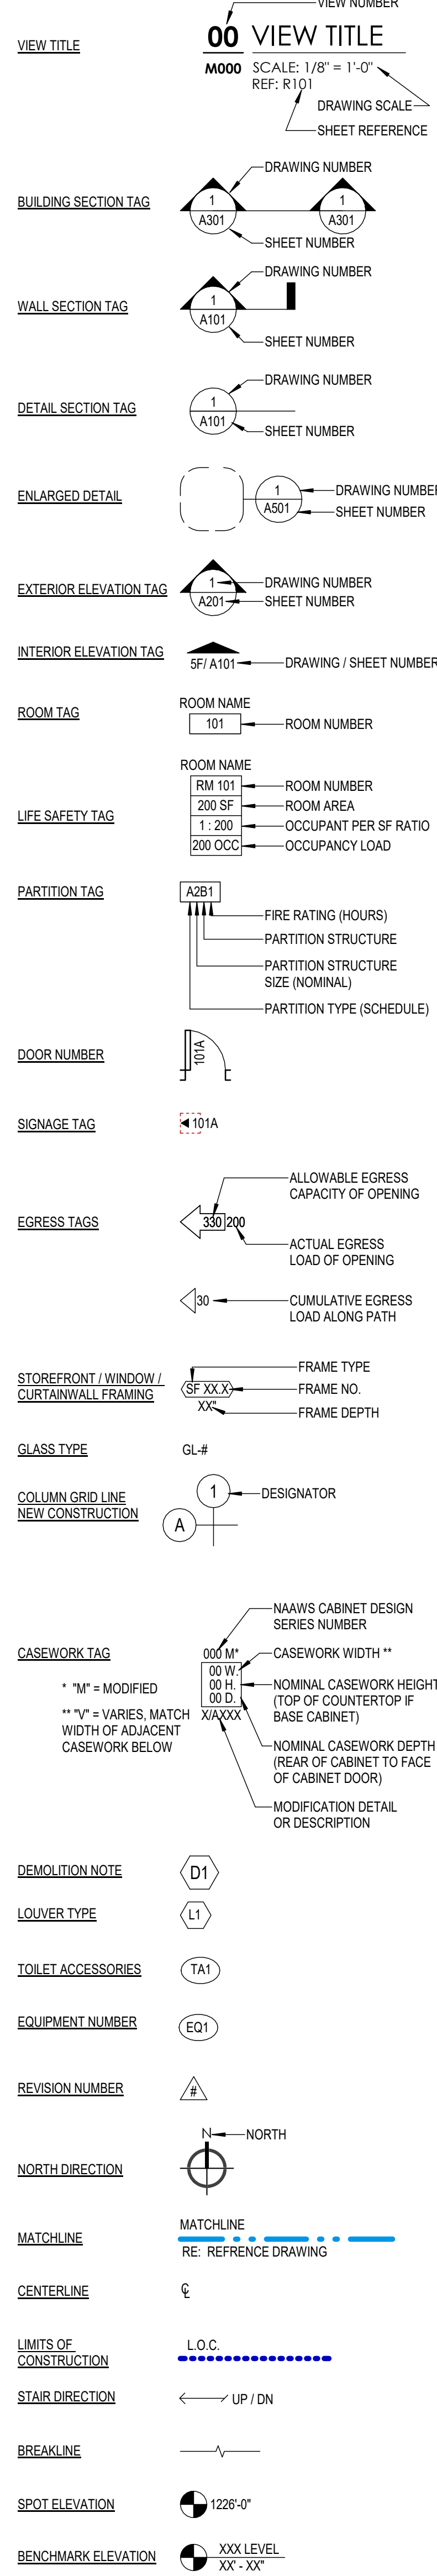 VIEW NUMBER
VIEW TITLE
00 VIEW TITLE
M000 SCALE: 1/8" = 1'-0"
REF: R101
DRAWING SCALE
SHEET REFERENCE
BUILDING SECTION TAG
DRAWING NUMBER
1
A301
1
A301
SHEET NUMBER
WALL SECTION TAG
DRAWING NUMBER
1
A101
SHEET NUMBER
DETAIL SECTION TAG
DRAWING NUMBER
1
A101
SHEET NUMBER
ENLARGED DETAIL
1
A501
DRAWING NUMBER
SHEET NUMBER
EXTERIOR ELEVATION TAG
1
A201
DRAWING NUMBER
SHEET NUMBER
INTERIOR ELEVATION TAG
5F/ A101
DRAWING / SHEET NUMBER
ROOM TAG
ROOM NAME
101
ROOM NUMBER
LIFE SAFETY TAG
ROOM NAME
RM 101
ROOM NUMBER
200 SF
ROOM AREA
1 : 200
OCCUPANT PER SF RATIO
200 OCC
OCCUPANCY LOAD
PARTITION TAG
A2B1
FIRE RATING (HOURS)
PARTITION STRUCTURE
PARTITION STRUCTURE
SIZE (NOMINAL)
PARTITION TYPE (SCHEDULE)
DOOR NUMBER
101A
SIGNAGE TAG
101A
EGRESS TAGS
ALLOWABLE EGRESS
CAPACITY OF OPENING
330 200
ACTUAL EGRESS
LOAD OF OPENING
30
CUMULATIVE EGRESS
LOAD ALONG PATH
STOREFRONT / WINDOW /
CURTAINWALL FRAMING
FRAME TYPE
SF XX.X
FRAME NO.
XX"
FRAME DEPTH
GLASS TYPE
GL-#
COLUMN GRID LINE
NEW CONSTRUCTION
1
DESIGNATOR
A
CASEWORK TAG
* "M" = MODIFIED
** "V" = VARIES, MATCH
WIDTH OF ADJACENT
CASEWORK BELOW
000 M*
00 W.
00 H.
00 D.
X/AXXX
NAAWS CABINET DESIGN
SERIES NUMBER
CASEWORK WIDTH **
NOMINAL CASEWORK HEIGHT
(TOP OF COUNTERTOP IF
BASE CABINET)
NOMINAL CASEWORK DEPTH
(REAR OF CABINET TO FACE
OF CABINET DOOR)
MODIFICATION DETAIL
OR DESCRIPTION
DEMOLITION NOTE
D1
LOUVER TYPE
L1
TOILET ACCESSORIES
TA1
EQUIPMENT NUMBER
EQ1
REVISION NUMBER
#
NORTH DIRECTION
N
NORTH
MATCHLINE
MATCHLINE
RE: REFRENCE DRAWING
CENTERLINE
℄
LIMITS OF
CONSTRUCTION
L.O.C.
STAIR DIRECTION
UP / DN
BREAKLINE
SPOT ELEVATION
1226'-0"
BENCHMARK ELEVATION
XXX LEVEL
XX' - XX"